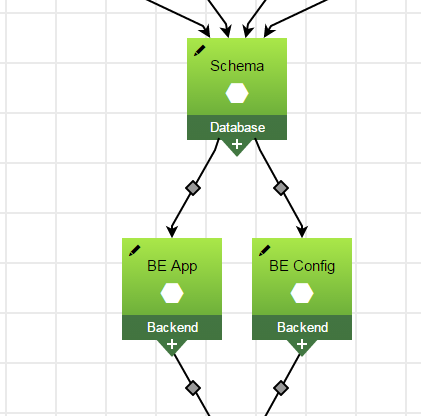 Schema
Database
BE App
Backend
BE Config
Backend